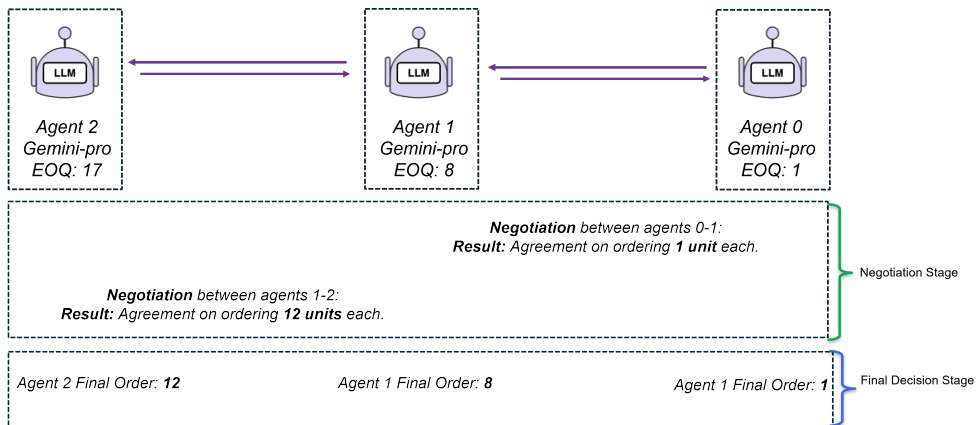 LLM
LLM
LLM
Agent 2
Gemini-pro
EOQ: 17
Agent 1
Gemini-pro
EOQ: 8
Agent 0
Gemini-pro
EOQ: 1
Negotiation between agents 0-1:
Result: Agreement on ordering 1 unit each.
Negotiation between agents 1-2:
Result: Agreement on ordering 12 units each.
Negotiation Stage
Agent 2 Final Order: 12
Agent 1 Final Order: 8
Agent 1 Final Order: 1
Final Decision Stage